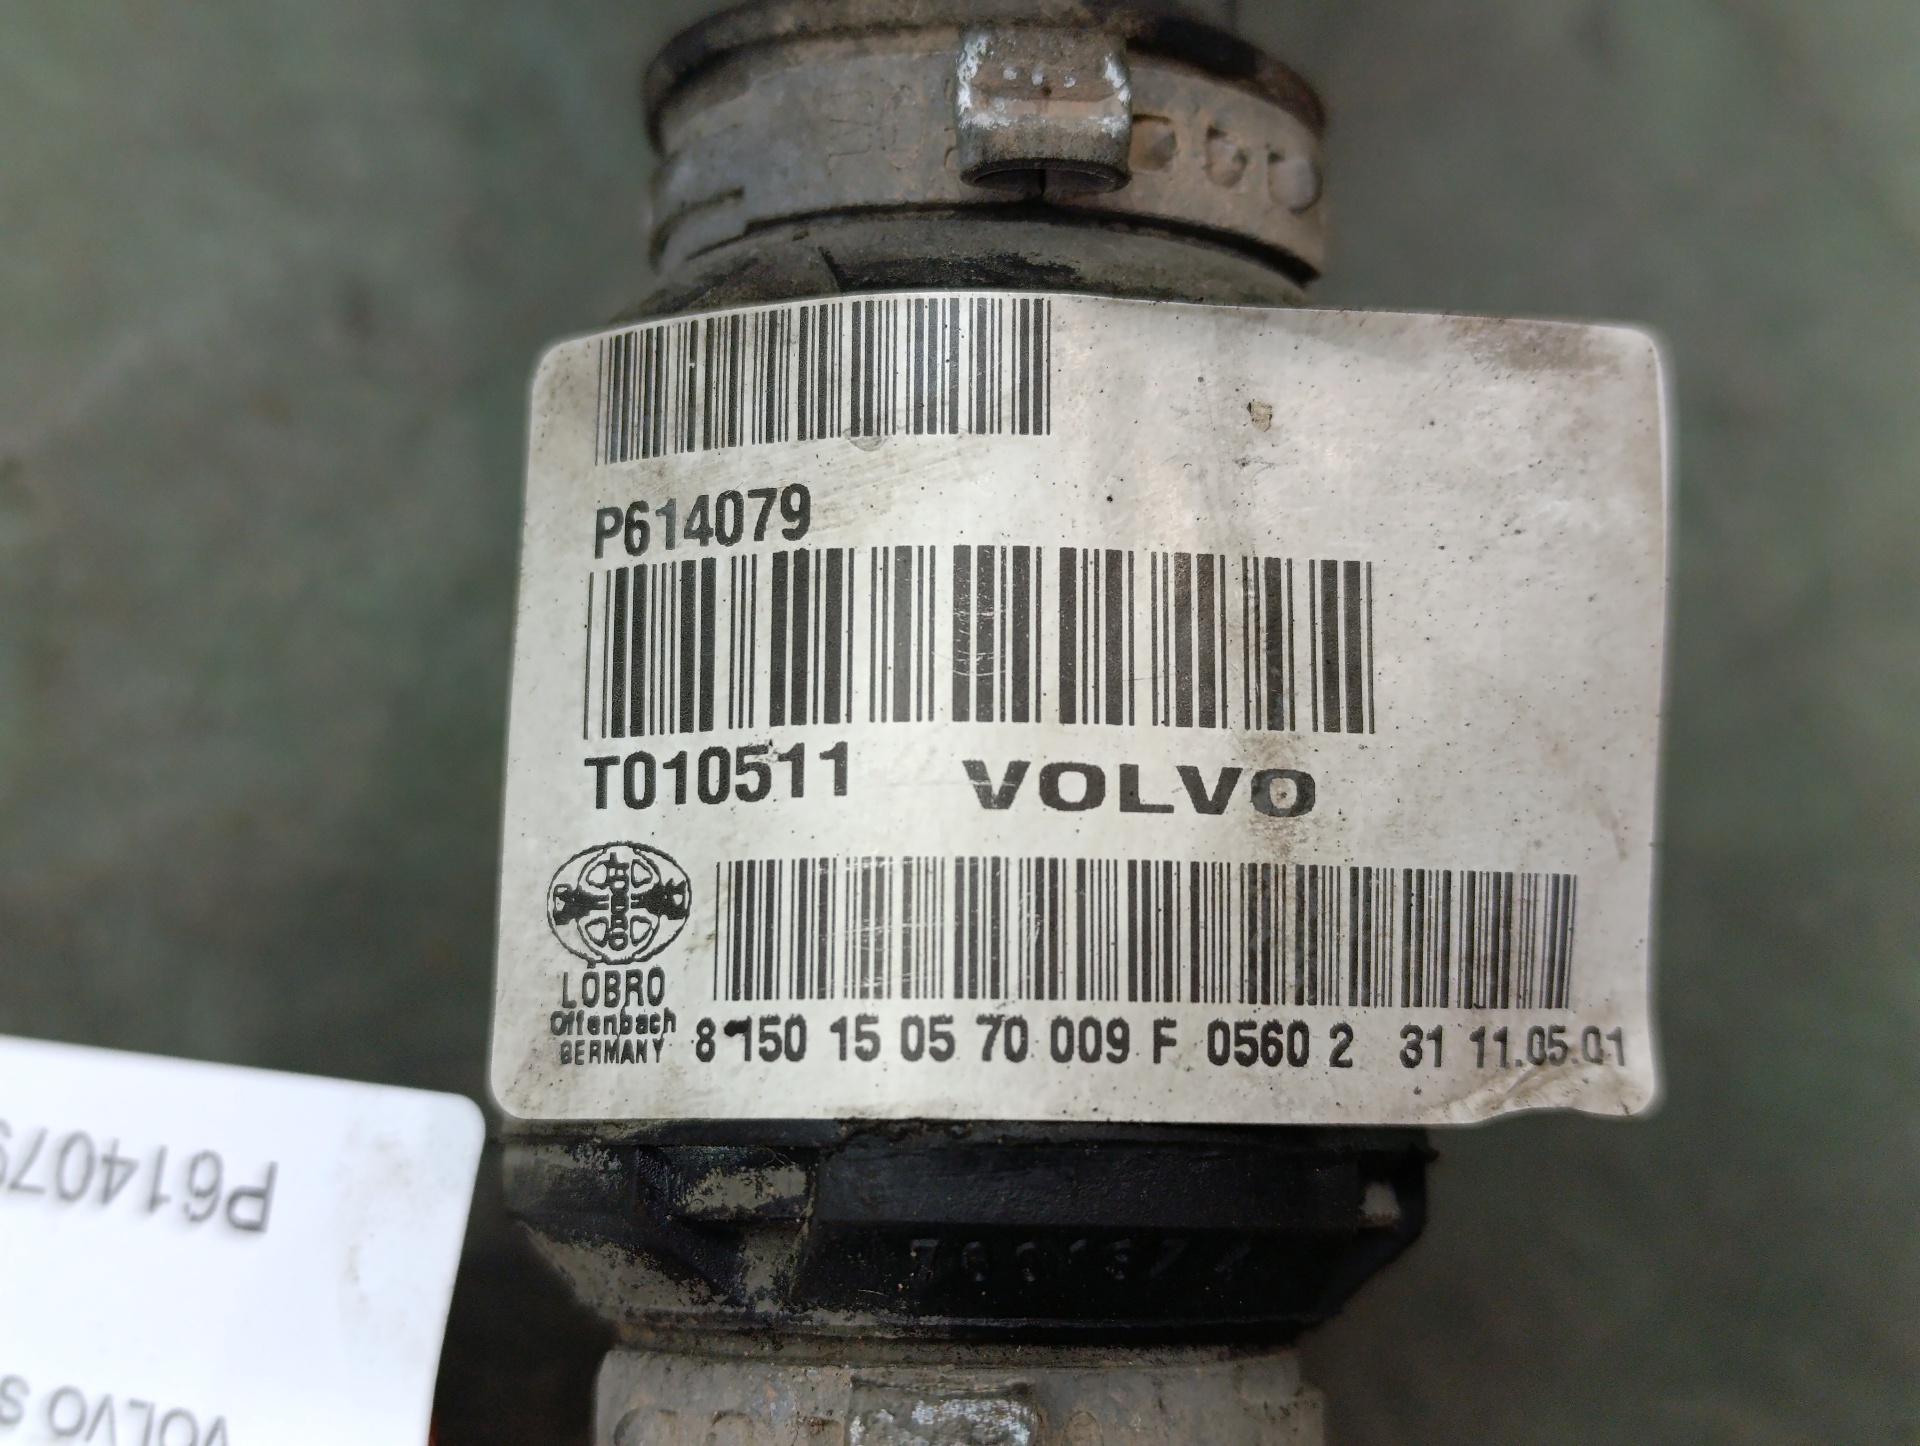 P614079
T010511 VOLVO
LÖBRO
Offenbach
GERMANY
8 150 15 05 70 009 F 0560 2 31 11.05.01
P614079
VOLVO S